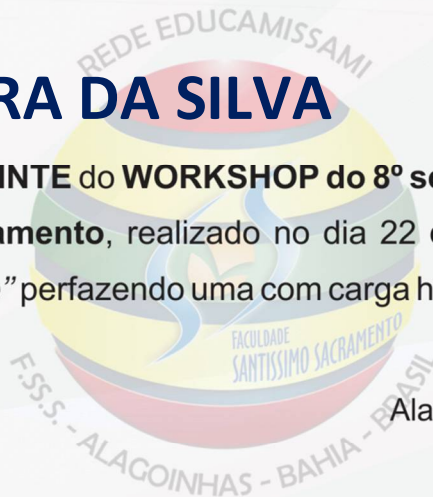 REDE EDUCAMISSAMI
RA DA SILVA
INTE do WORKSHOP do 8º se
amento, realizado no dia 22
” perfazendo uma com carga h
FACULDADE
SANTISSIMO SACRAMENTO
Ala
F.SS.S. - ALAGOINHAS - BAHIA - BRASIL